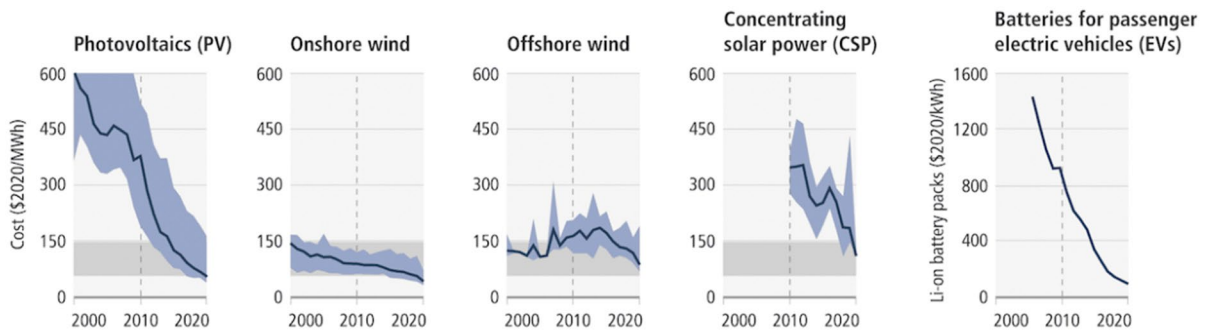 Photovoltaics (PV)
Cost ($2020/MWh)
600
450
300
150
0
2000 2010 2020
Onshore wind
600
450
300
150
0
2000 2010 2020
Offshore wind
600
450
300
150
0
2000 2010 2020
Concentrating
solar power (CSP)
600
450
300
150
0
2000 2010 2020
Batteries for passenger
electric vehicles (EVs)
Li-on battery packs ($2020/kWh)
1600
1200
800
400
0
2000 2010 2020